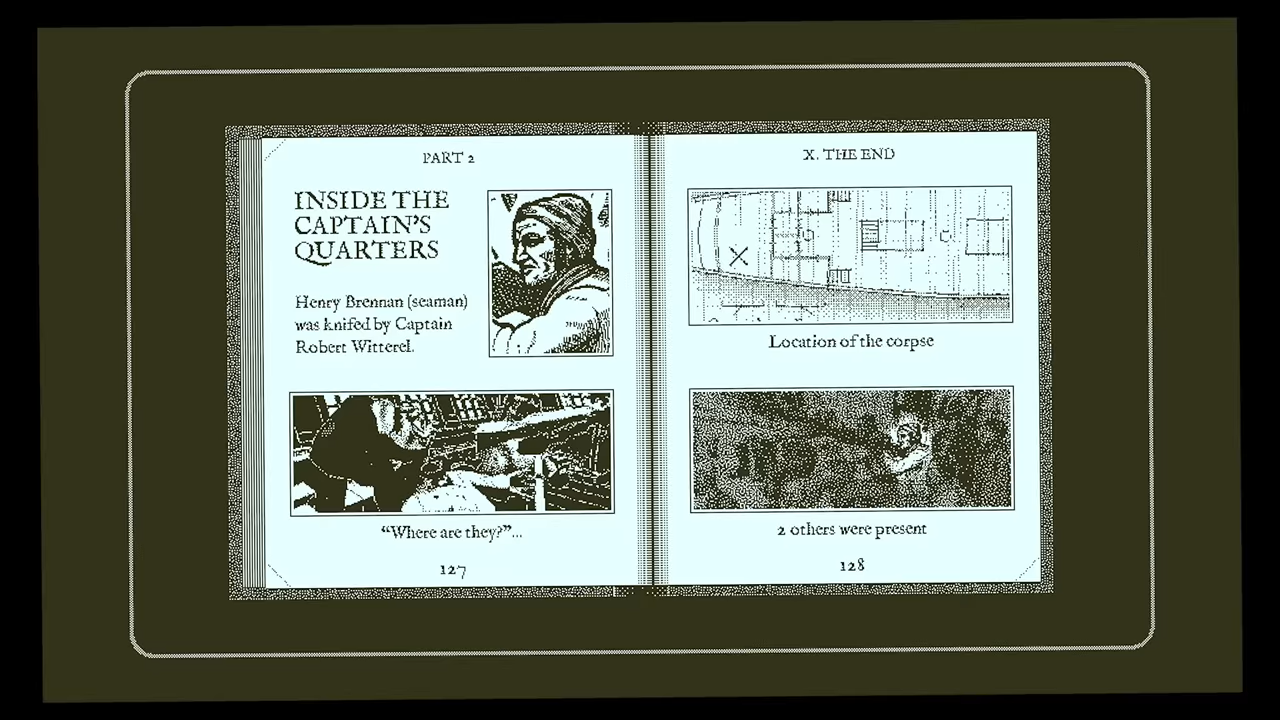 PART 2
INSIDE THE
CAPTAIN'S
QUARTERS
Henry Brennan (seaman)
was knifed by Captain
Robert Witterel.
“Where are they?”...
127
X. THE END
Location of the corpse
2 others were present
128